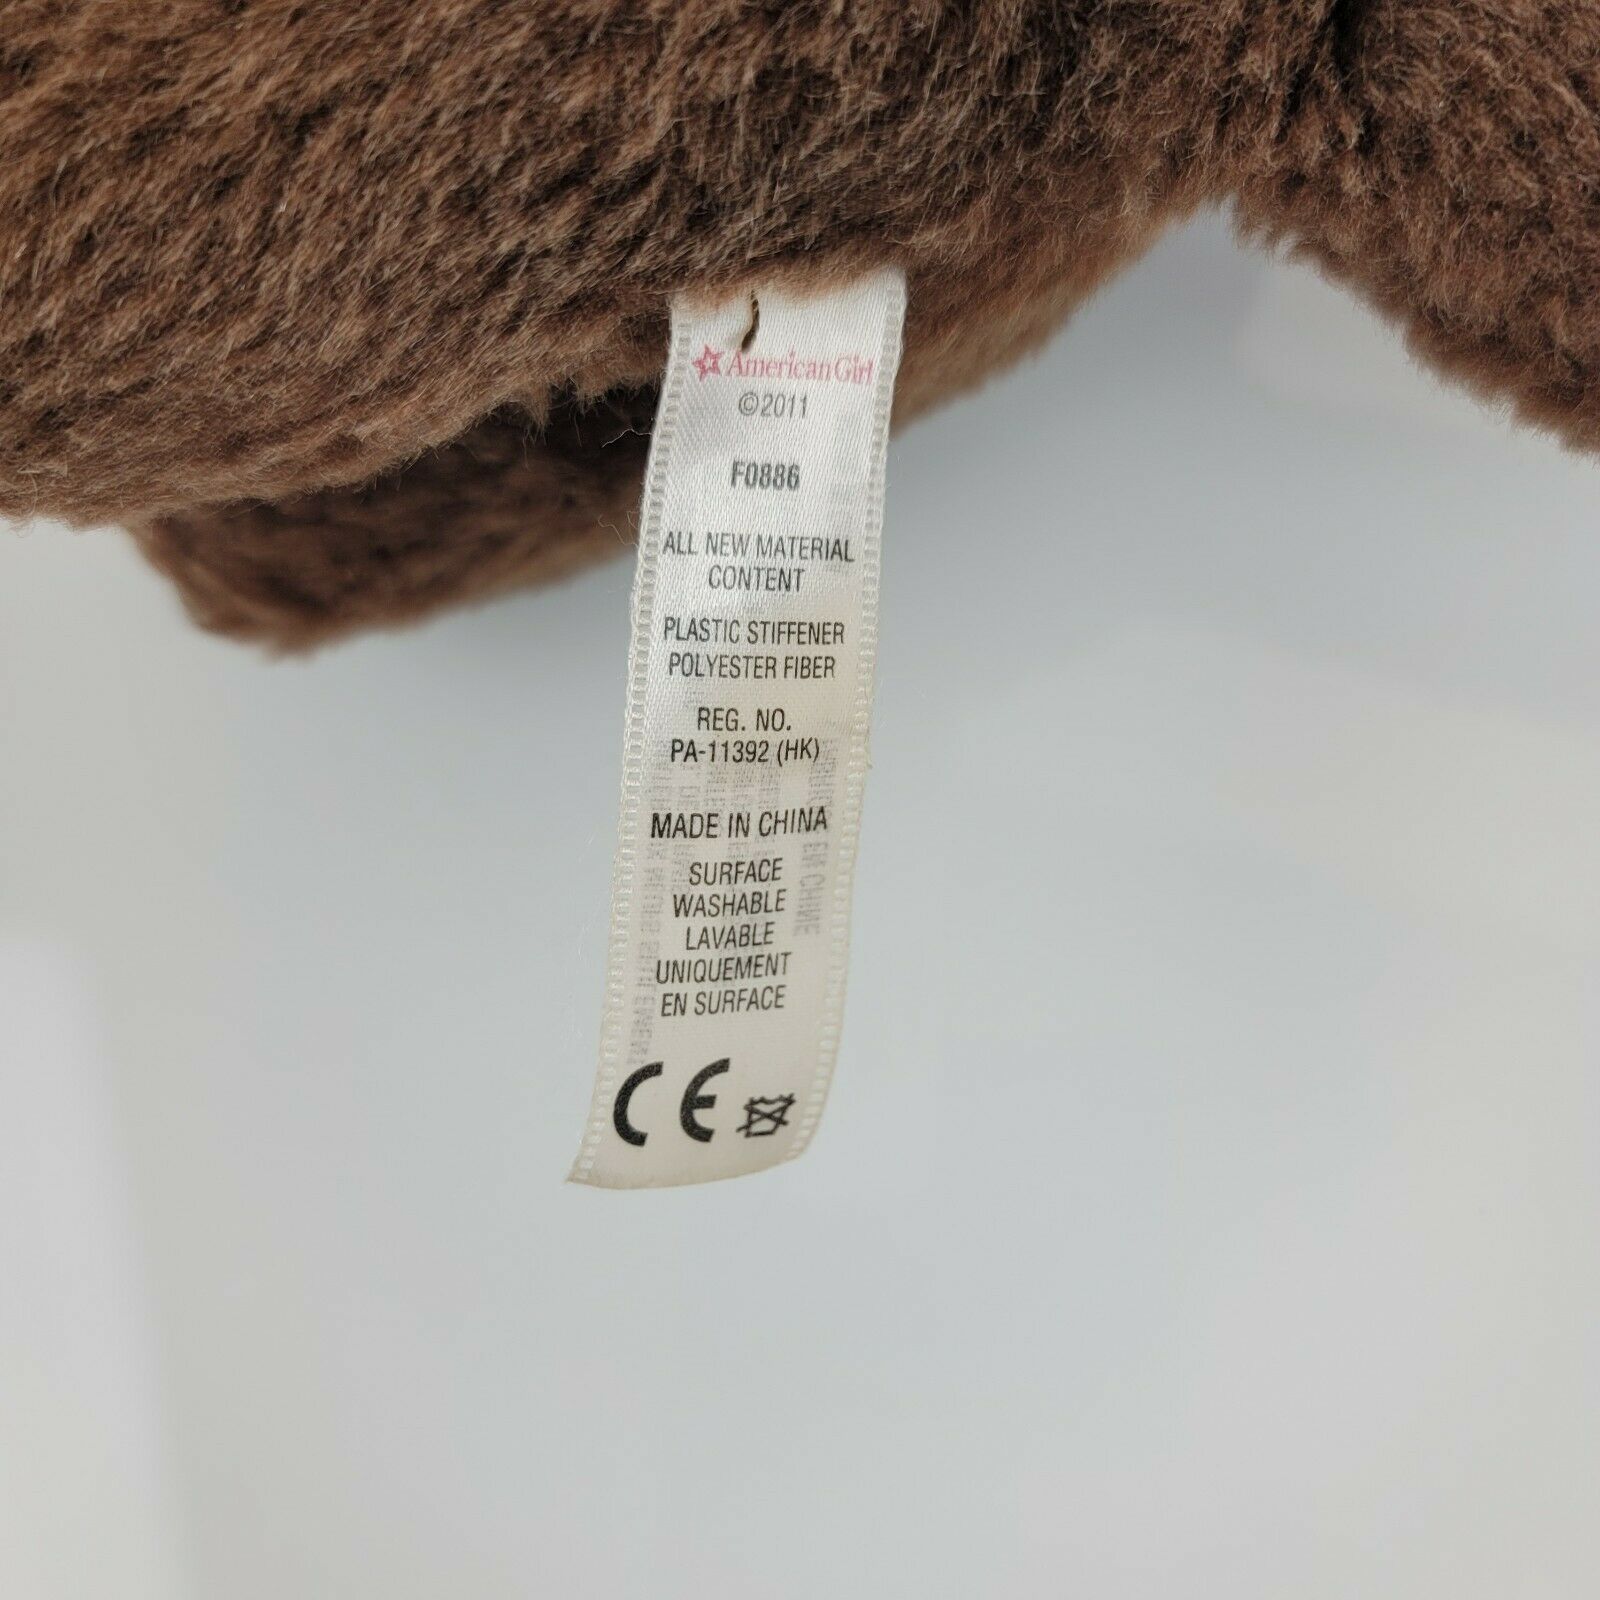 American Girl
©2011
F0886
ALL NEW MATERIAL
CONTENT
PLASTIC STIFFENER
POLYESTER FIBER
REG. NO.
PA-11392 (HK)
MADE IN CHINA
SURFACE
WASHABLE
LAVABLE
UNIQUEMENT
EN SURFACE
CE